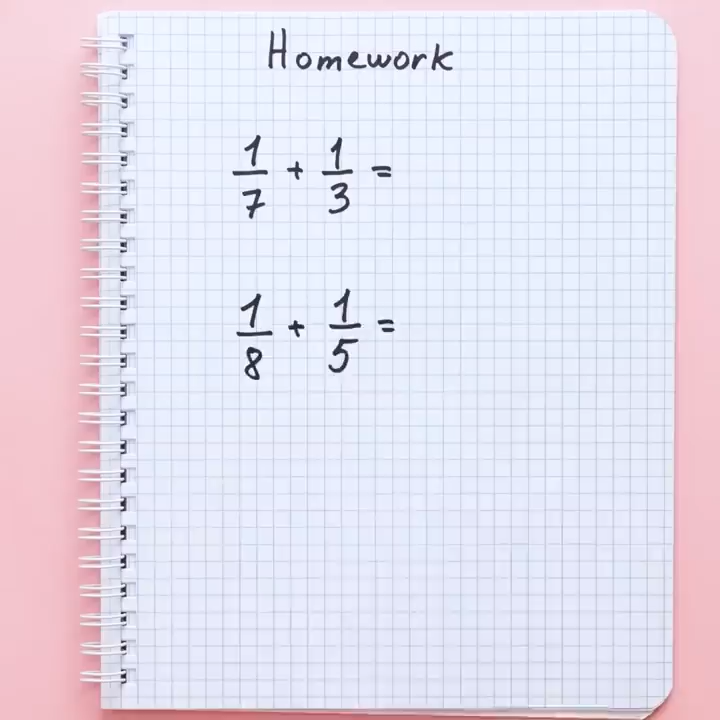 Homework
1/7 + 1/3 =
1/8 + 1/5 =